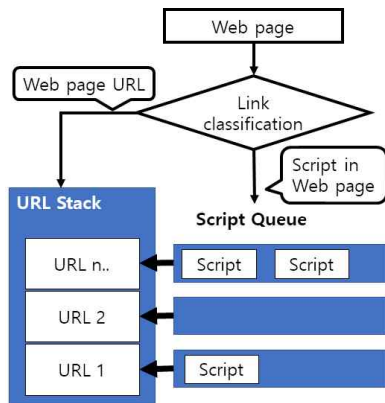 Web page
Web page URL
Link
classification
Script in
Web page
URL Stack
Script Queue
URL n..
Script
Script
URL 2
URL 1
Script